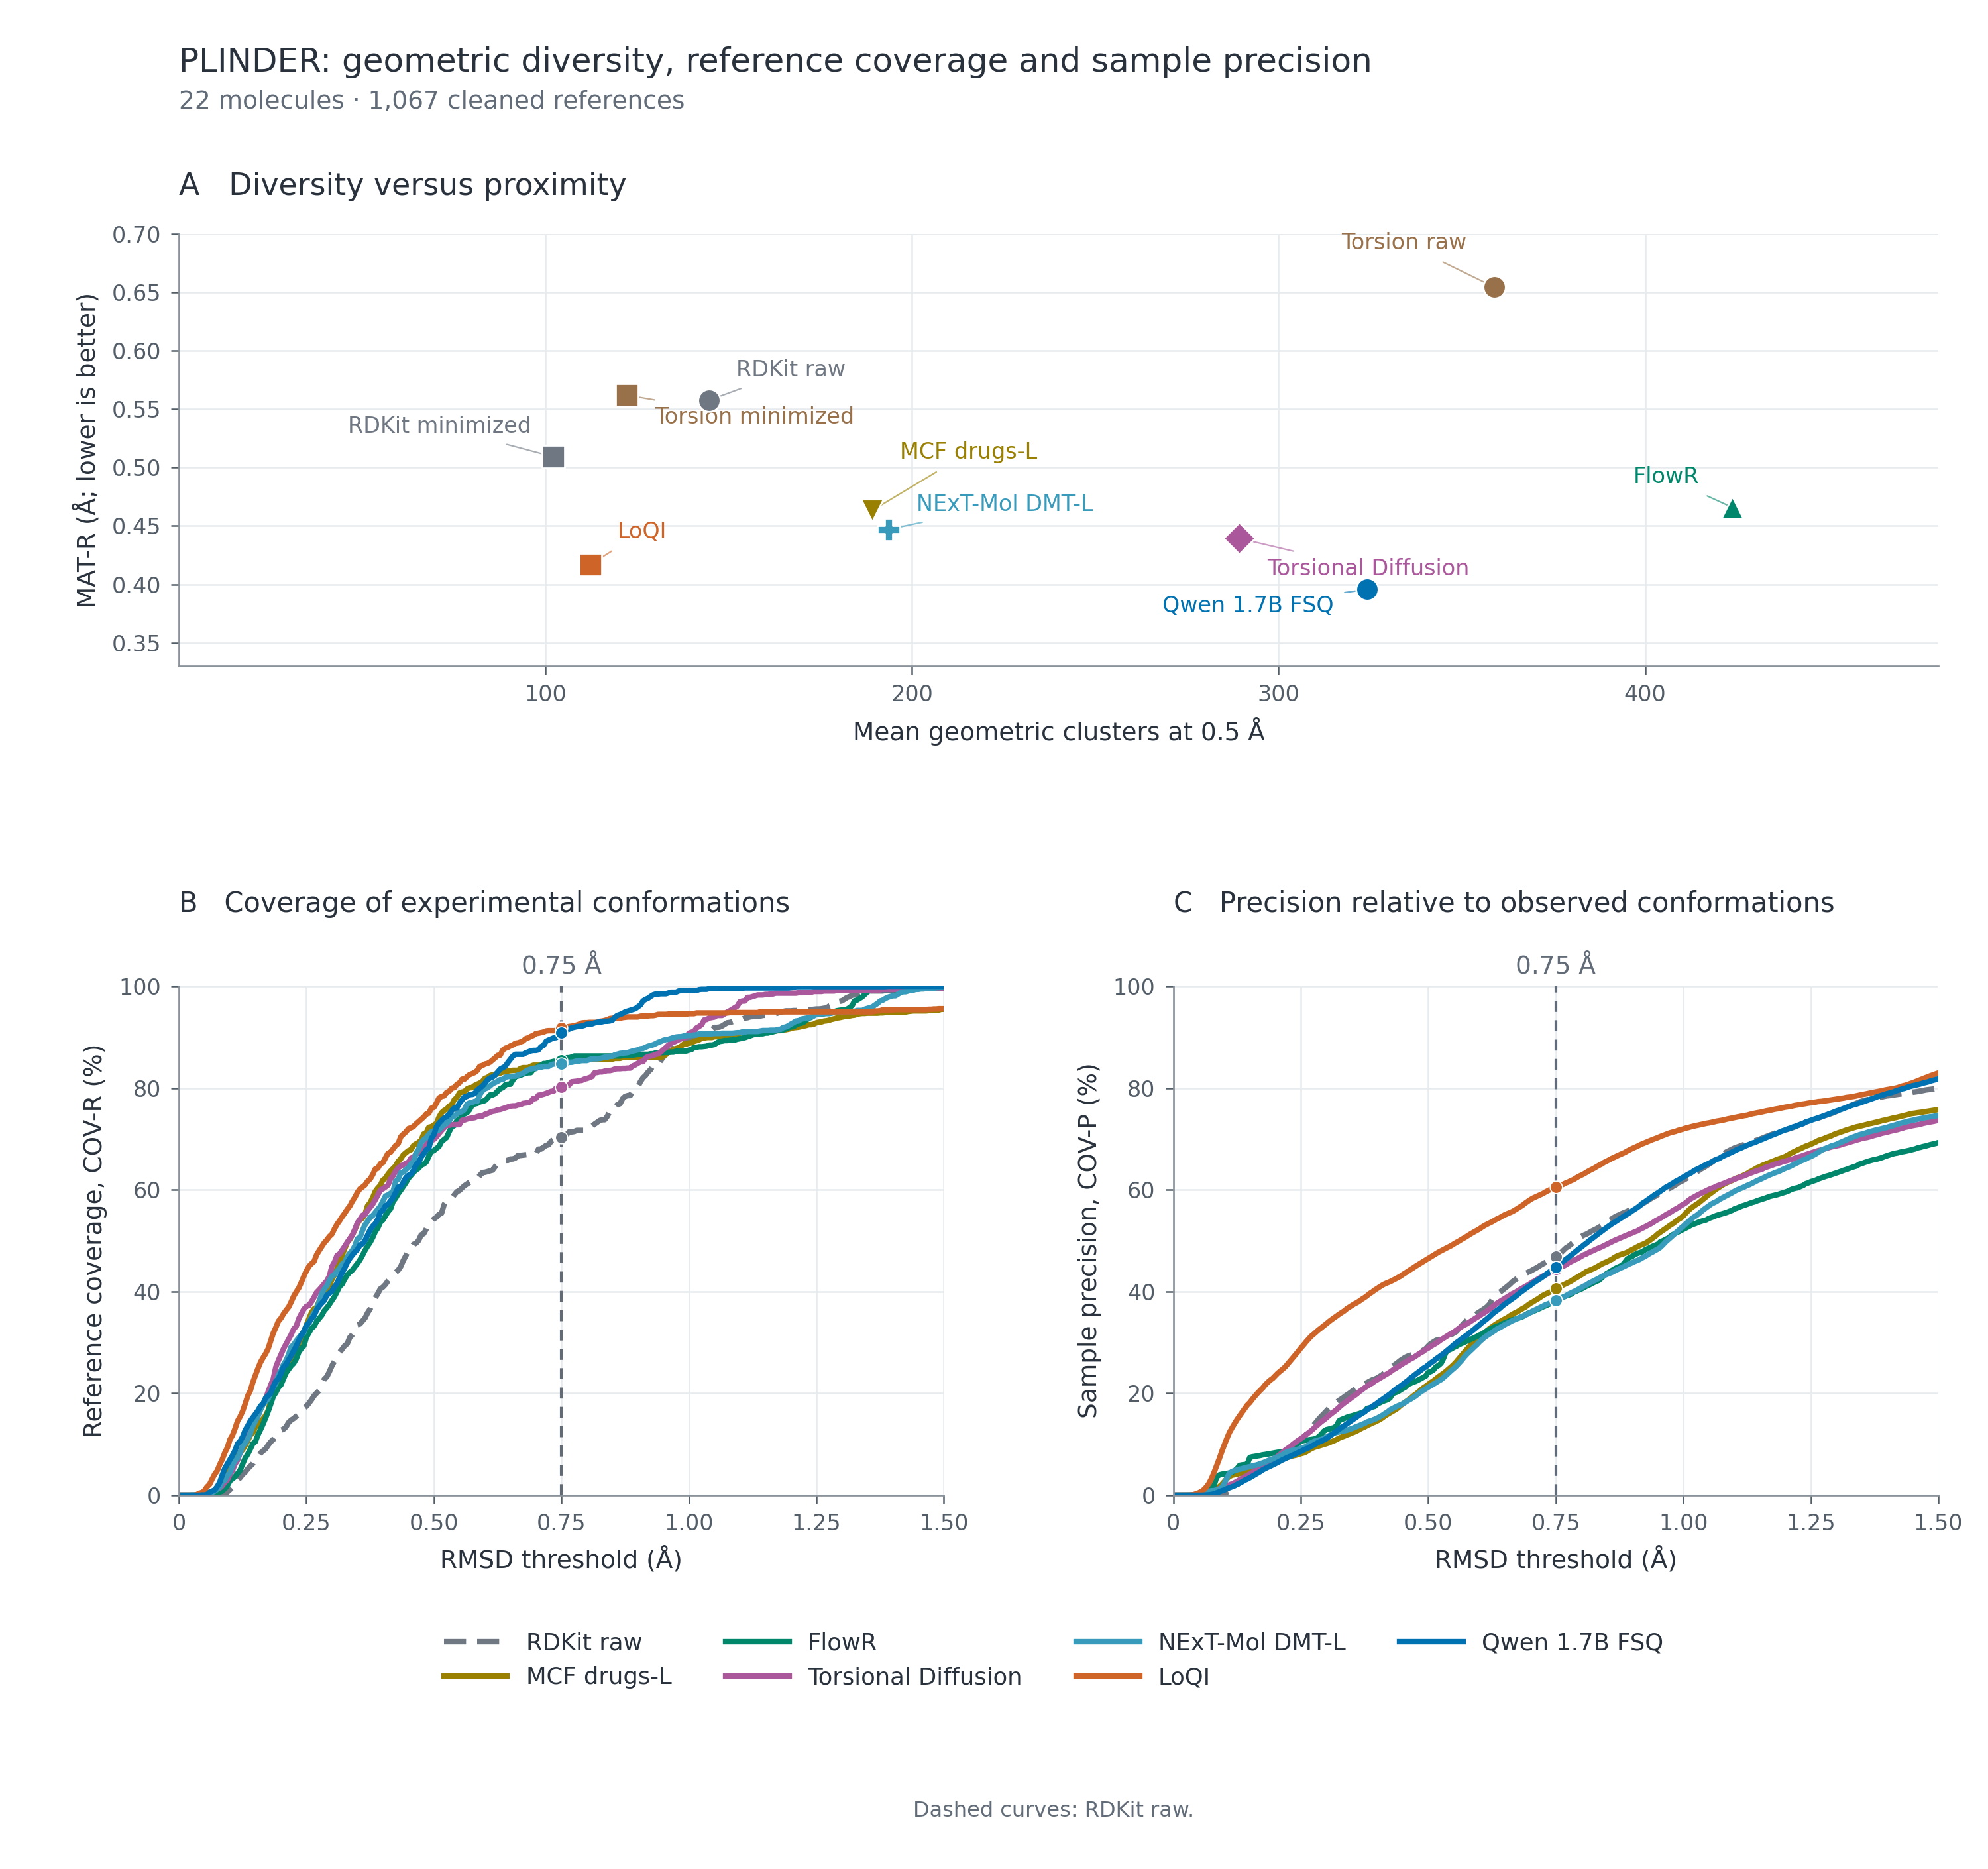 PLINDER: geometric diversity, reference coverage and sample precision
22 molecules · 1,067 cleaned references
A Diversity versus proximity
MAT-R (Å; lower is better)
0.70
0.65
0.60
0.55
0.50
0.45
0.40
0.35
Torsion raw
RDKit raw
Torsion minimized
RDKit minimized
MCF drugs-L
FlowR
NExT-Mol DMT-L
LoQI
Torsional Diffusion
Qwen 1.7B FSQ
100
200
300
400
Mean geometric clusters at 0.5 Å
B Coverage of experimental conformations
0.75 Å
Reference coverage, COV-R (%)
100
80
60
40
20
0
0
0.25
0.50
0.75
1.00
1.25
1.50
RMSD threshold (Å)
C Precision relative to observed conformations
0.75 Å
Sample precision, COV-P (%)
100
80
60
40
20
0
0
0.25
0.50
0.75
1.00
1.25
1.50
RMSD threshold (Å)
RDKit raw
FlowR
NExT-Mol DMT-L
Qwen 1.7B FSQ
MCF drugs-L
Torsional Diffusion
LoQI
Dashed curves: RDKit raw.